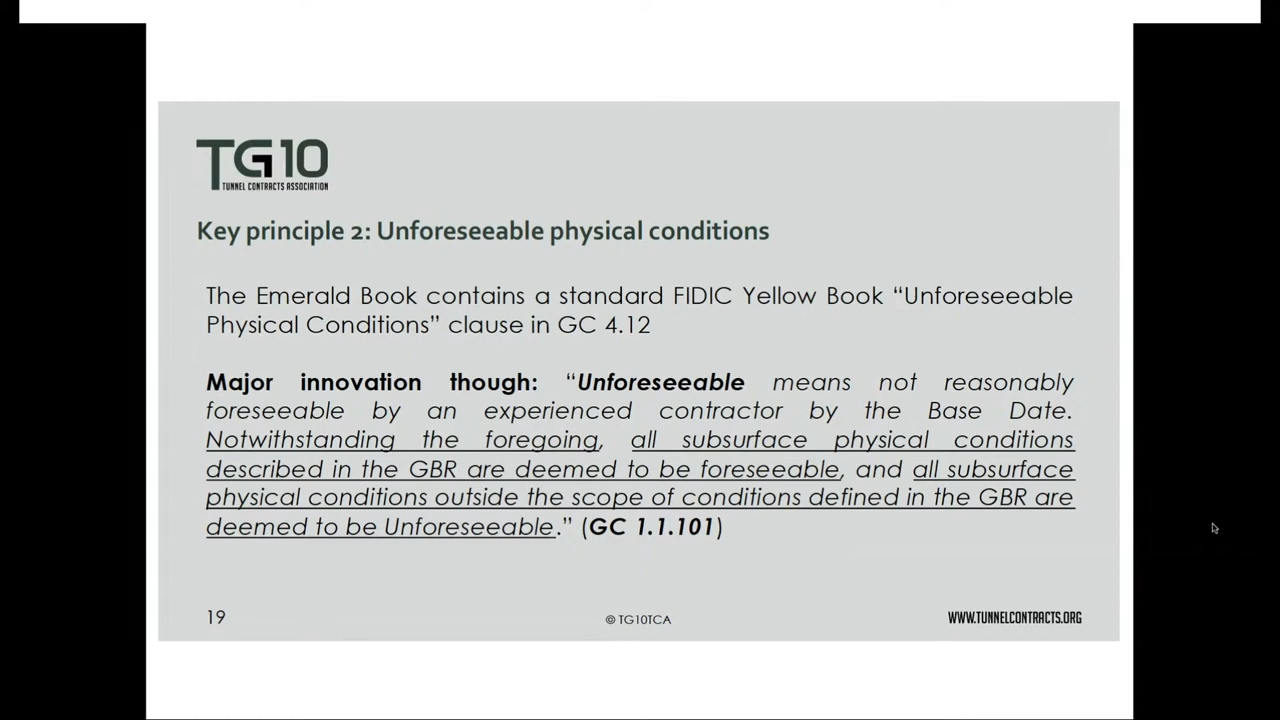 TG10
TUNNEL CONTRACTS ASSOCIATION
Key principle 2: Unforeseeable physical conditions
The Emerald Book contains a standard FIDIC Yellow Book “Unforeseeable
Physical Conditions” clause in GC 4.12
Major innovation though: “Unforeseeable means not reasonably
foreseeable by an experienced contractor by the Base Date.
Notwithstanding the foregoing, all subsurface physical conditions
described in the GBR are deemed to be foreseeable, and all subsurface
physical conditions outside the scope of conditions defined in the GBR are
deemed to be Unforeseeable.” (GC 1.1.101)
19
© TG10TCA
WWW.TUNNELCONTRACTS.ORG